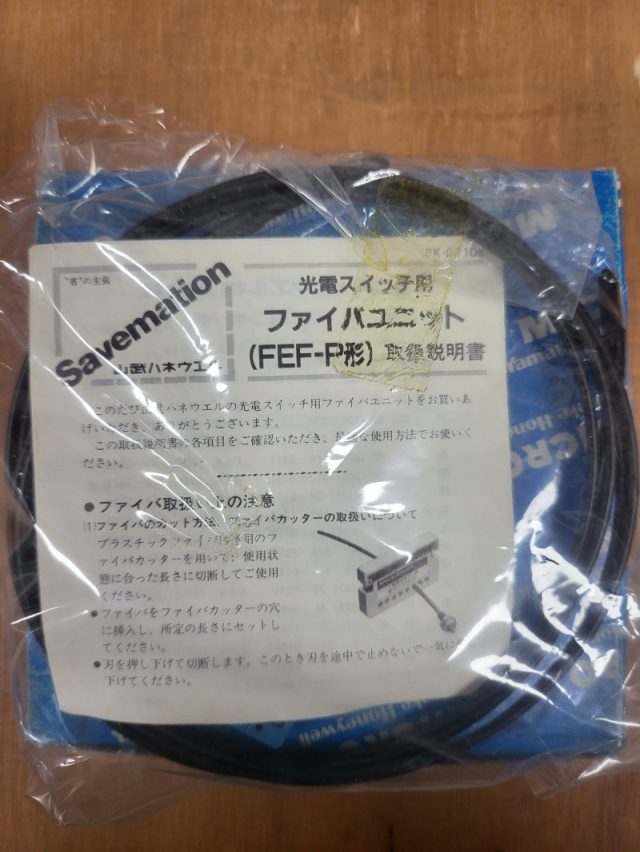 "省"の主張
Savemation
山武ハネウエル
光電スイッチ用
ファイバユニット
(FEF-P形) 取扱説明書
このたび山武ハネウエルの光電スイッチ用ファイバユニットをお買いあ
げいただき、ありがとうございます。
この取扱説明書の各項目をご確認いただき、最適な使用方法でお使いく
ださい。
●ファイバ取扱い上の注意
(1)ファイバのカット方法、ファイバカッターの取扱いについて
プラスチックファイバは専用のフ
ァイバカッターを用いて、使用状
態に合った長さに切断してご使用
ください。
●ファイバをファイバカッターの穴
に挿入し、所定の長さにセットし
てください。
●刃を押し下げて切断します。このとき刃を途中で止めないで一気に
下げてください。
M
Yamata
MICRO
Honeywell